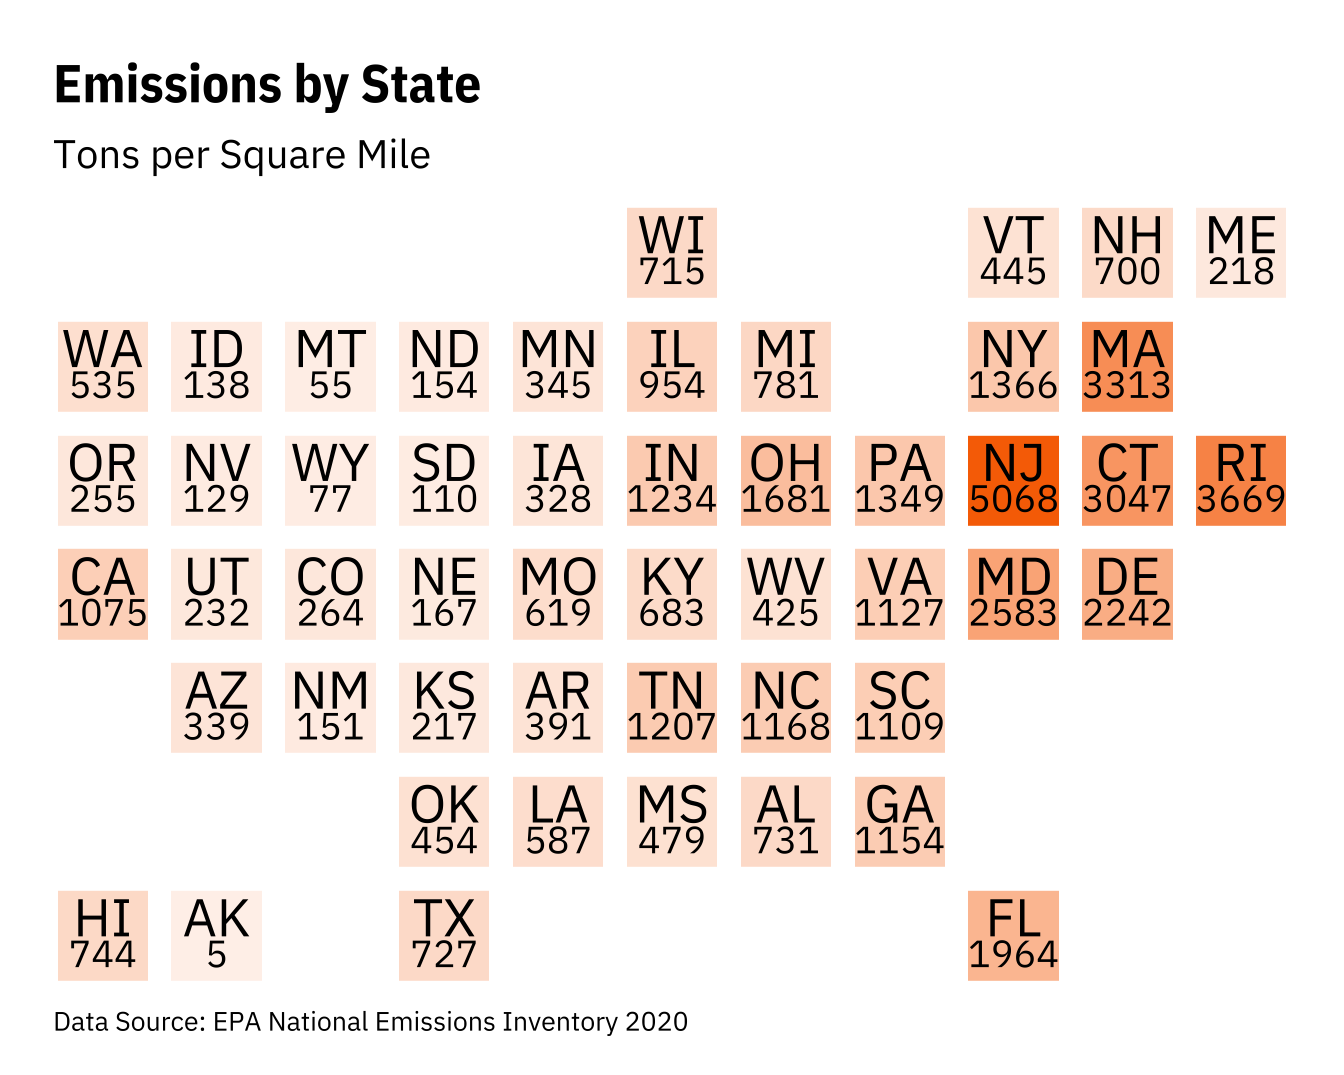 Emissions by State
Tons per Square Mile
WI VT NH ME
715 445 700 218
WA ID MT ND MN IL MI NY MA
535 138 55 154 345 954 781 1366 3313
OR NV WY SD IA IN OH PA NJ CT RI
255 129 77 110 328 1234 1681 1349 5068 3047 3669
CA UT CO NE MO KY WV VA MD DE
1075 232 264 167 619 683 425 1127 2583 2242
AZ NM KS AR TN NC SC
339 151 217 391 1207 1168 1109
OK LA MS AL GA
454 587 479 731 1154
HI AK TX FL
744 5 727 1964
Data Source: EPA National Emissions Inventory 2020